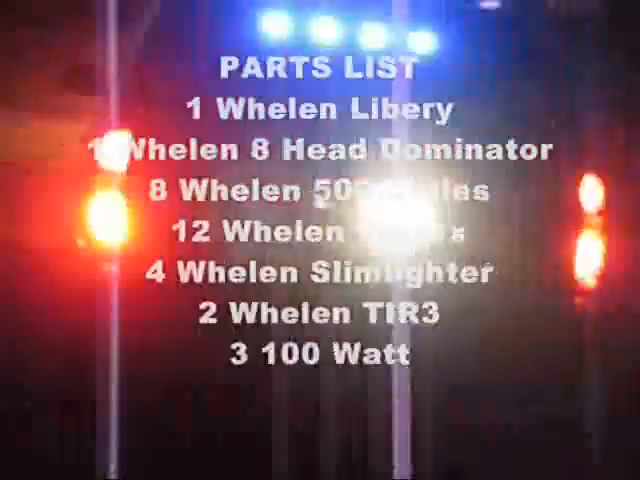 PARTS LIST
1 Whelen Libery
1 Whelen 8 Head Dominator
8 Whelen
12 Whelen
4 Whelen Slimlighter
2 Whelen TIR3
3 100 Watt